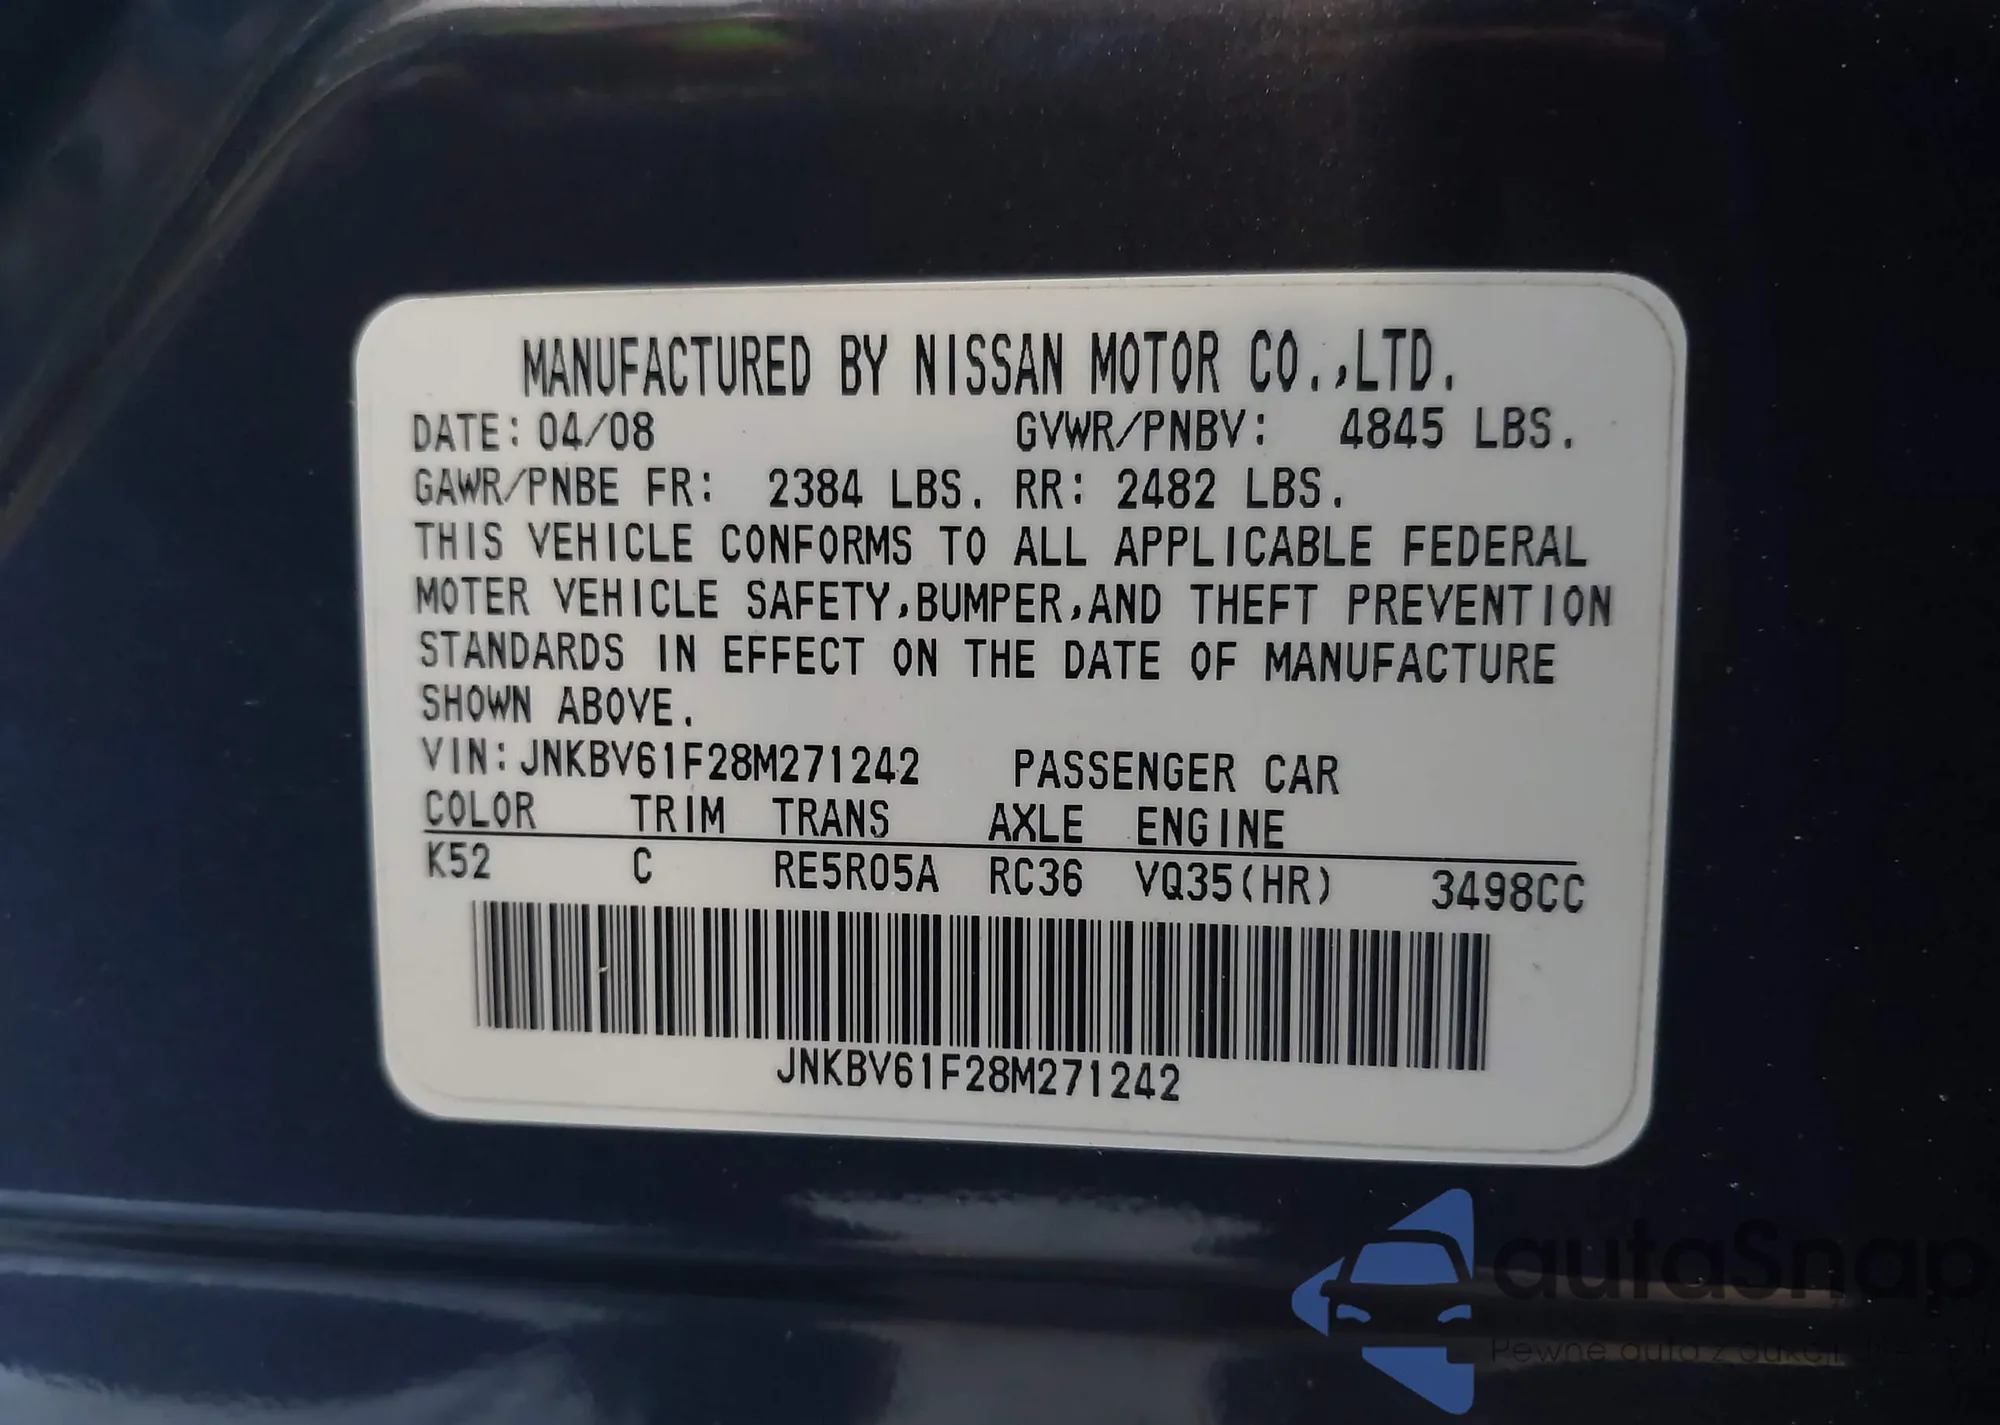 MANUFACTURED BY NISSAN MOTOR CO.,LTD.
DATE: 04/08 GVWR/PNBV: 4845 LBS.
GAWR/PNBE FR: 2384 LBS. RR: 2482 LBS.
THIS VEHICLE CONFORMS TO ALL APPLICABLE FEDERAL
MOTER VEHICLE SAFETY,BUMPER,AND THEFT PREVENTION
STANDARDS IN EFFECT ON THE DATE OF MANUFACTURE
SHOWN ABOVE.
VIN: JNKBV61F28M271242 PASSENGER CAR
COLOR TRIM TRANS AXLE ENGINE
K52 C RE5R05A RC36 VQ35(HR) 3498CC
JNKBV61F28M271242
autaSnap
Pewne auta z